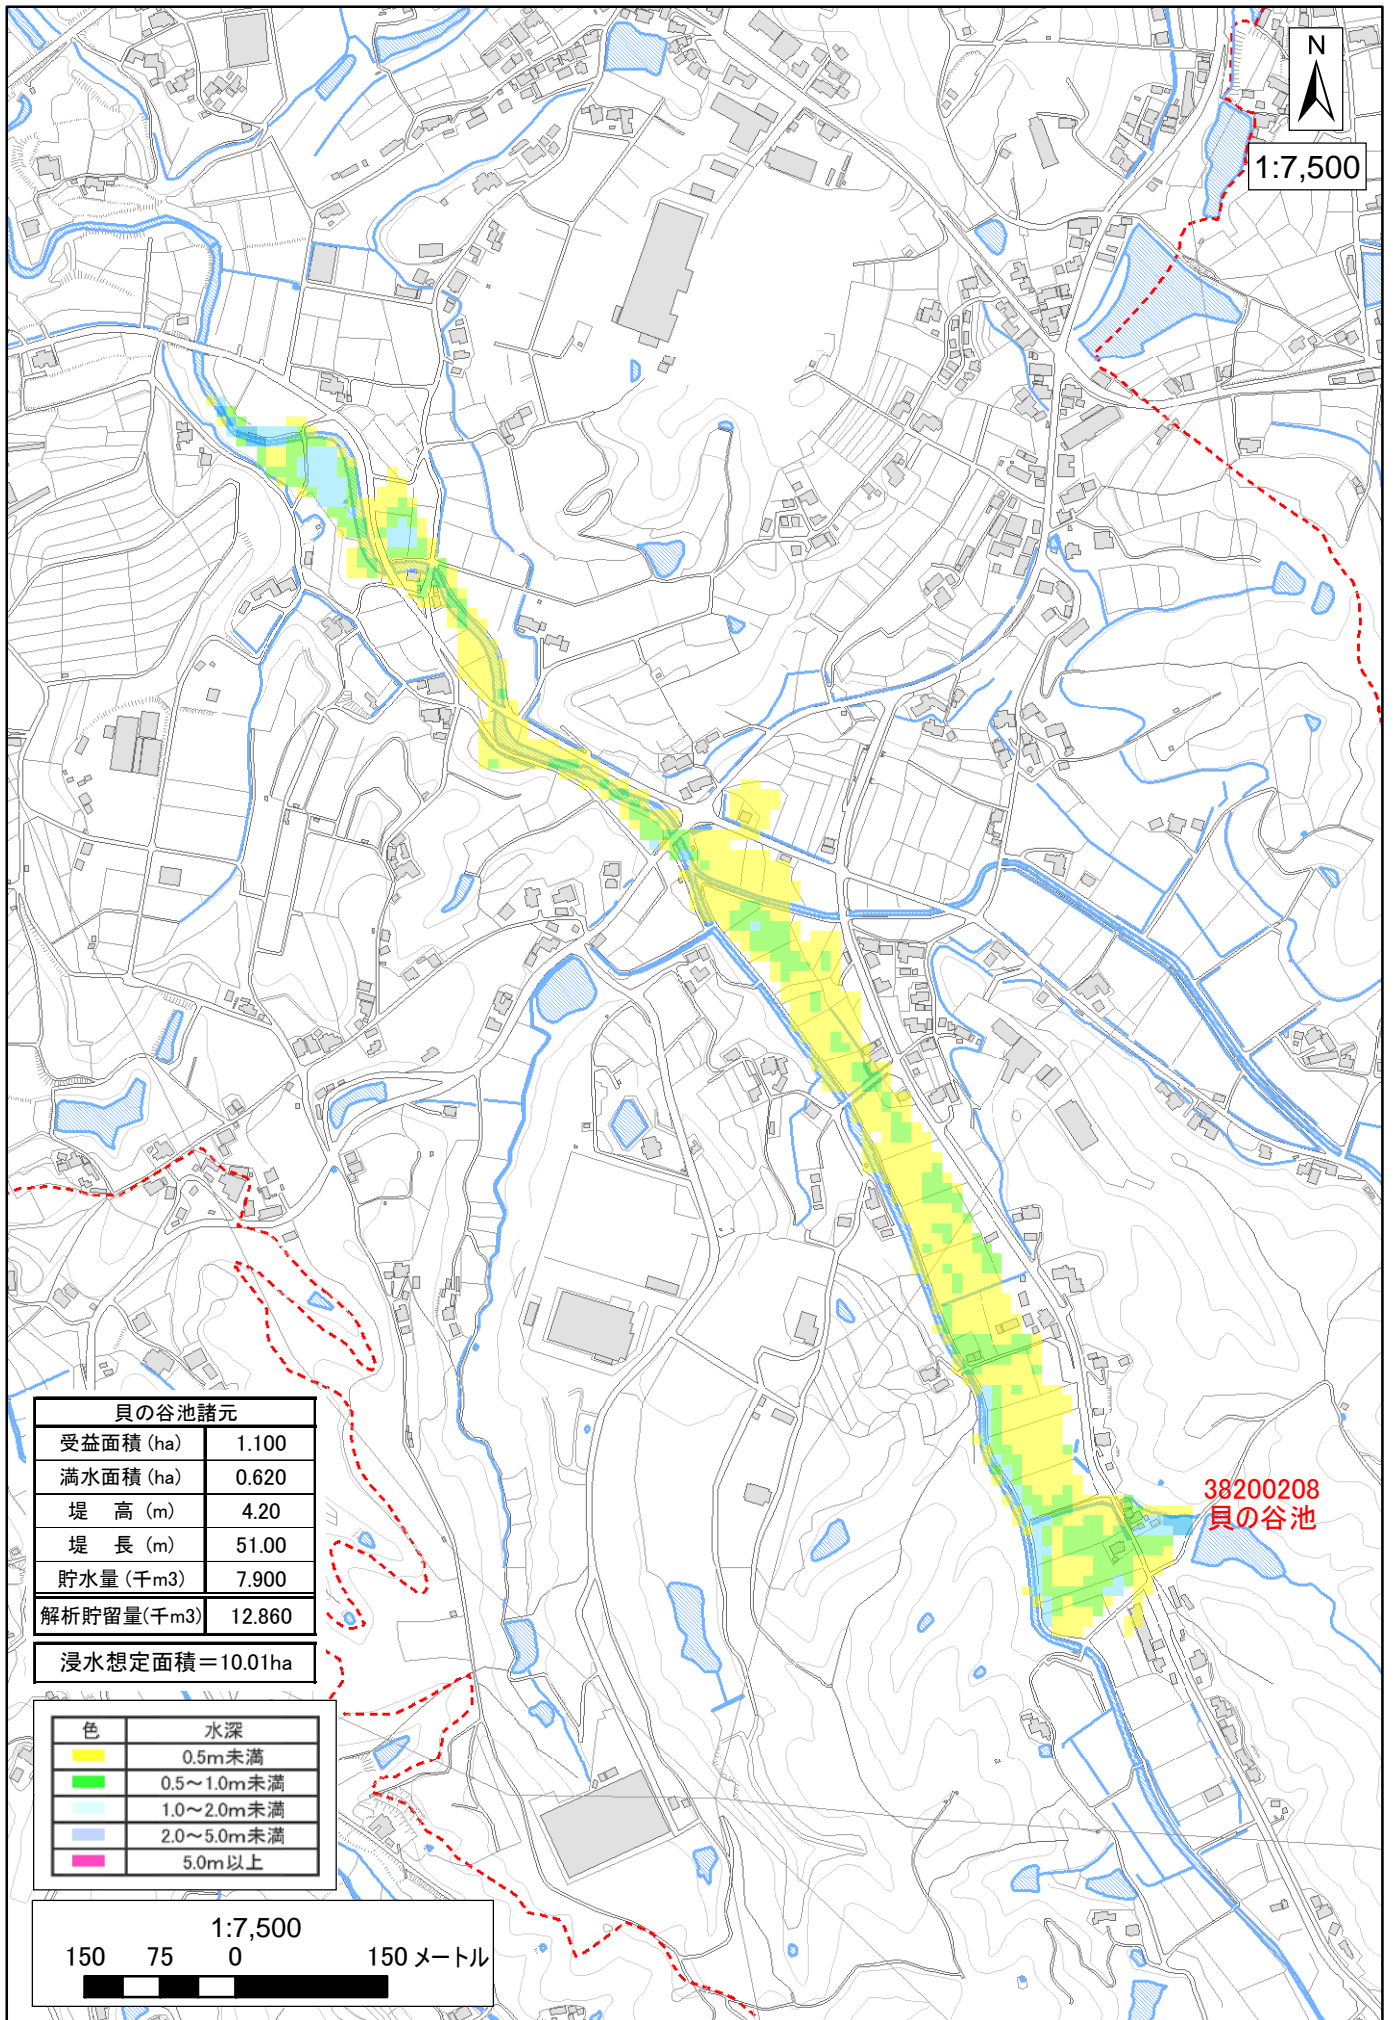 N
1:7,500
38200208
貝の谷池
貝の谷池諸元
受益面積 (ha) 1.100
満水面積 (ha) 0.620
堤 高 (m) 4.20
堤 長 (m) 51.00
貯水量 (千m3) 7.900
解析貯留量(千m3) 12.860
浸水想定面積＝10.01ha
色 水深
0.5m未満
0.5～1.0m未満
1.0～2.0m未満
2.0～5.0m未満
5.0m以上
1:7,500
150 75 0 150 メートル